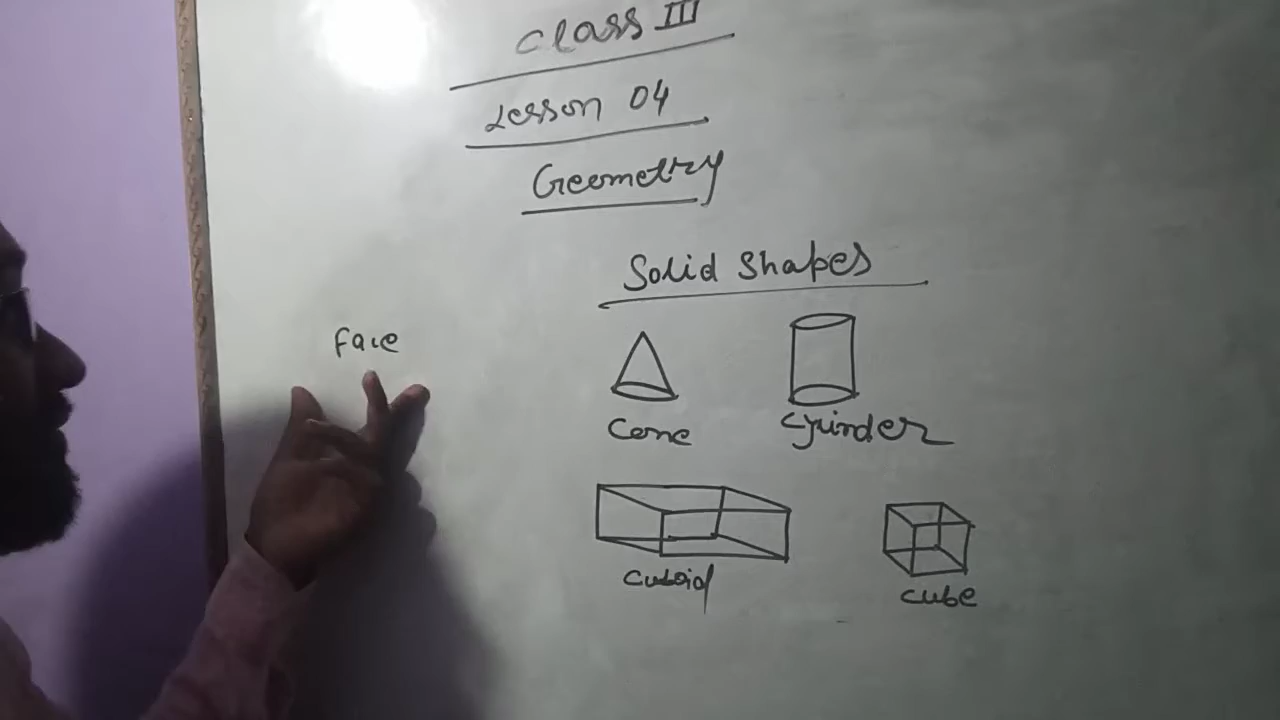 Class III
Lesson 04
Geometry
Solid Shapes
Face
Cone
Cylinder
Cuboid
Cube